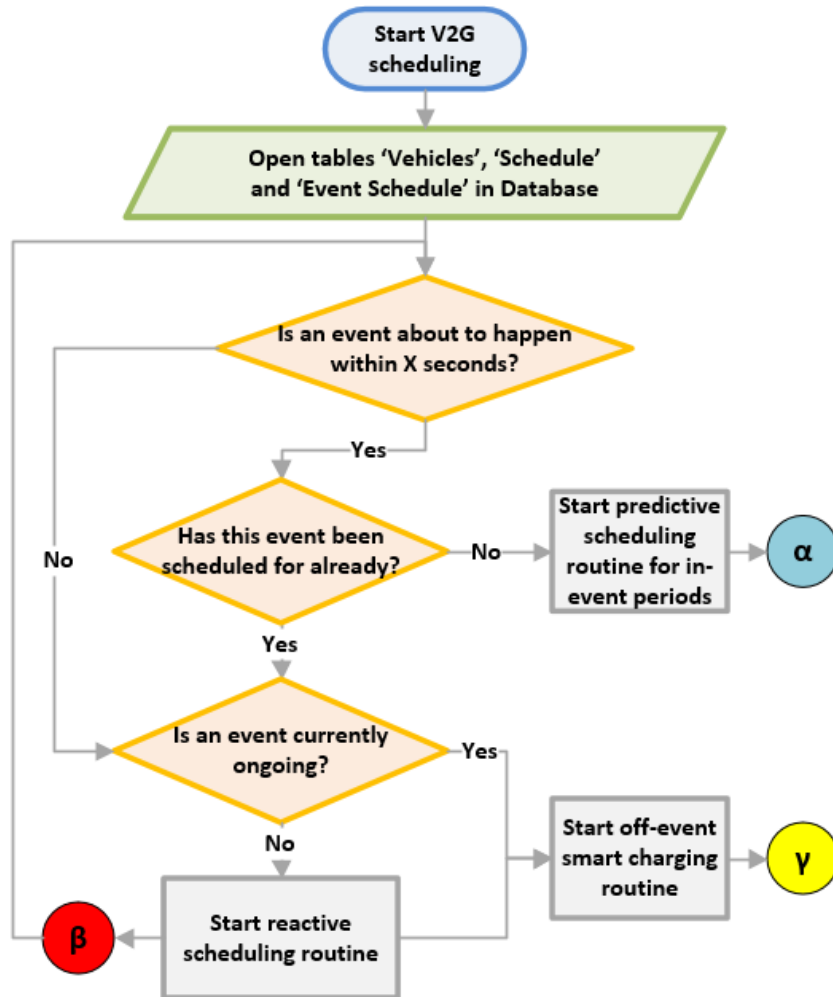 Start V2G
scheduling
Open tables ‘Vehicles’, ‘Schedule’
and ‘Event Schedule’ in Database
Is an event about to happen
within X seconds?
Yes
No
Has this event been
scheduled for already?
No
Start predictive
scheduling
routine for in-
event periods
α
Yes
Is an event currently
ongoing?
Yes
No
Start off-event
smart charging
routine
γ
Start reactive
scheduling routine
β